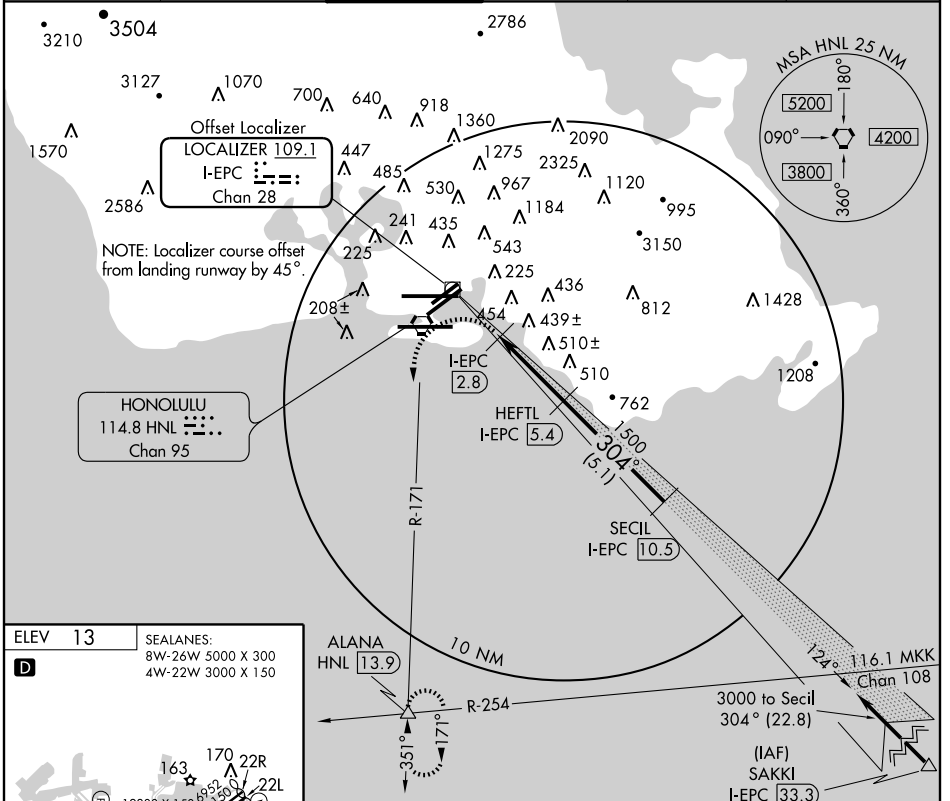 3210
3504
2786
MSA HNL 25 NM
180°
5200
090°
4200
3800
360°
3127
1070
700
640
918
1360
2090
1570
Offset Localizer
LOCALIZER 109.1
I-EPC
Chan 28
447
485
1275
2325
530
967
1120
2586
1184
995
241
435
225
543
3150
NOTE: Localizer course offset
from landing runway by 45°.
225
436
812
1428
208±
454
439±
510±
I-EPC
2.8
510
1208
HONOLULU
114.8 HNL
Chan 95
HEFTL
I-EPC 5.4
762
1500
304°
(5.1)
R-171
SECIL
I-EPC 10.5
ELEV 13
D
SEALANES:
8W-26W 5000 X 300
4W-22W 3000 X 150
ALANA
HNL 13.9
10 NM
124°
116.1 MKK
Chan 108
R-254
3000 to Secil
304° (22.8)
351°
171°
(IAF)
SAKKI
I-EPC 33.3
170
22R
163
22L
6952